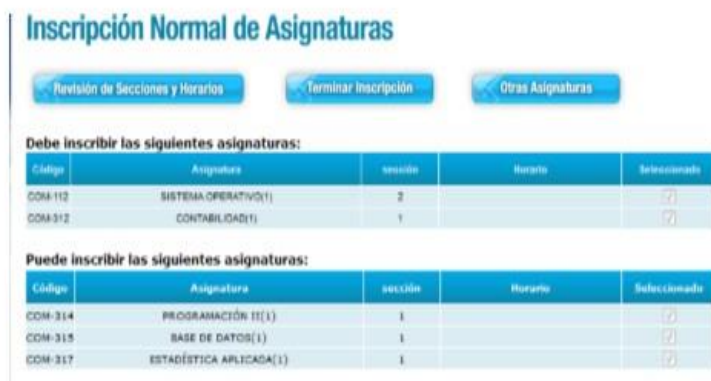 Inscripción Normal de Asignaturas
Revisión de Secciones y Horarios Terminar Inscripción Otras Asignaturas
Debe inscribir las siguientes asignaturas:
Código Asignatura sección Horario Seleccionado
COM-112 SISTEMA OPERATIVO(1) 2
COM-312 CONTABILIDAD(1) 1
Puede inscribir las siguientes asignaturas:
Código Asignatura sección Horario Seleccionado
COM-314 PROGRAMACIÓN II(1) 1
COM-315 BASE DE DATOS(1) 1
COM-317 ESTADÍSTICA APLICADA(1) 1